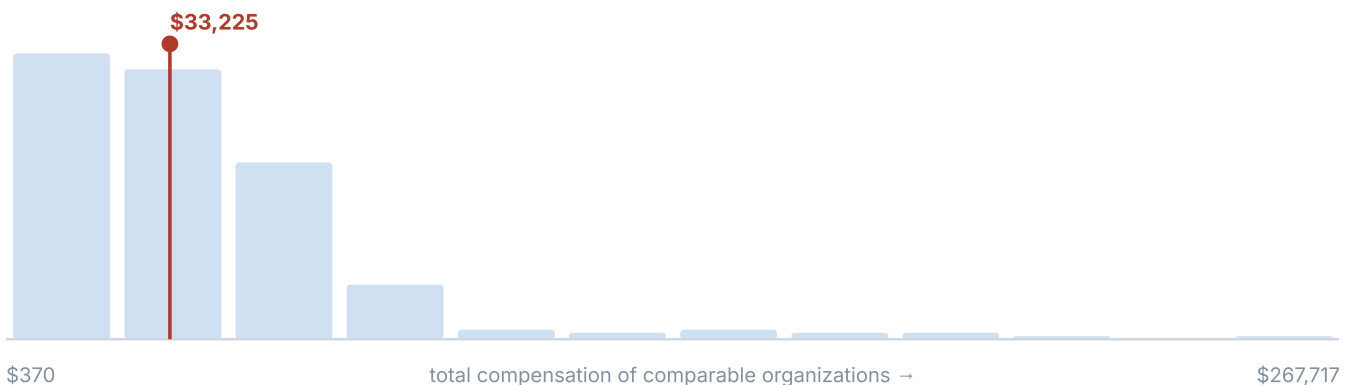 $33,225
$370 total compensation of comparable organizations → $267,717